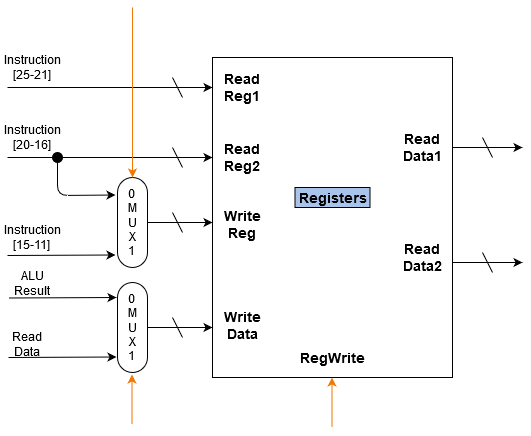 Instruction
[25-21]
Read
Reg1
Instruction
[20-16]
Read
Reg2
Read
Data1
0
M
U
X
1
Registers
Write
Reg
Instruction
[15-11]
Read
Data2
ALU
Result
0
M
U
X
1
Write
Data
Read
Data
RegWrite